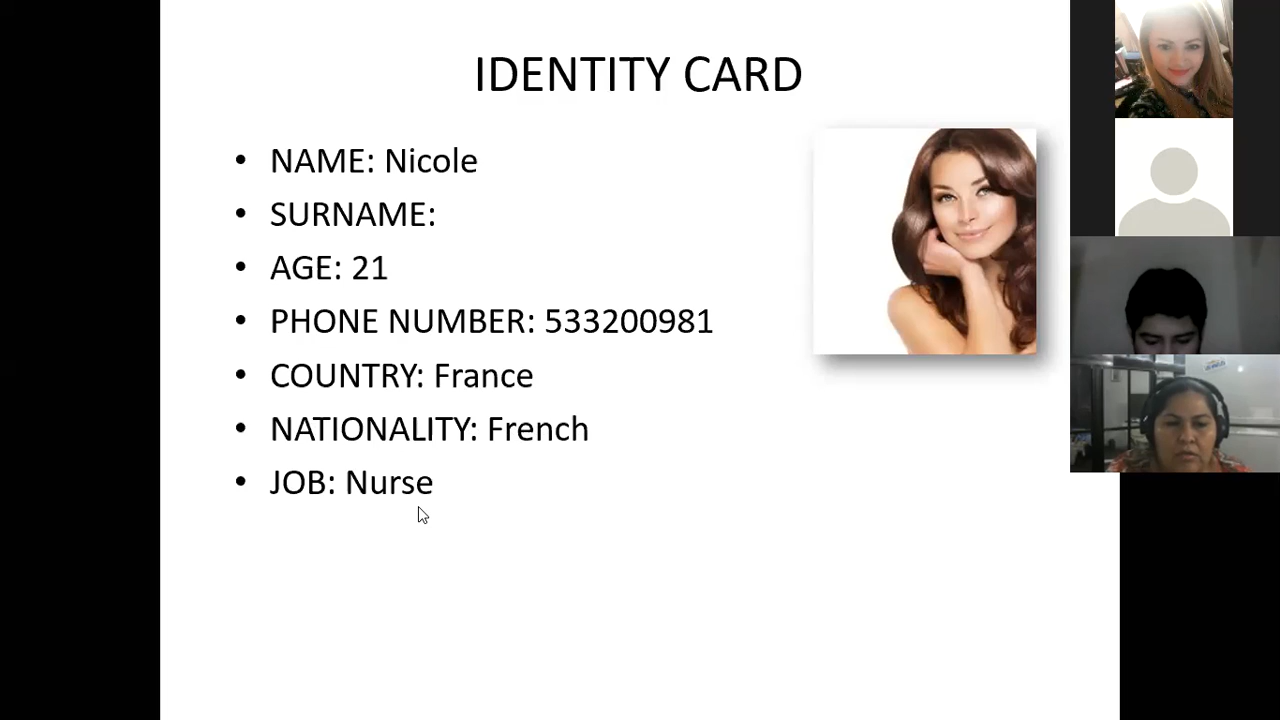 IDENTITY CARD
• NAME: Nicole
• SURNAME:
• AGE: 21
• PHONE NUMBER: 533200981
• COUNTRY: France
• NATIONALITY: French
• JOB: Nurse